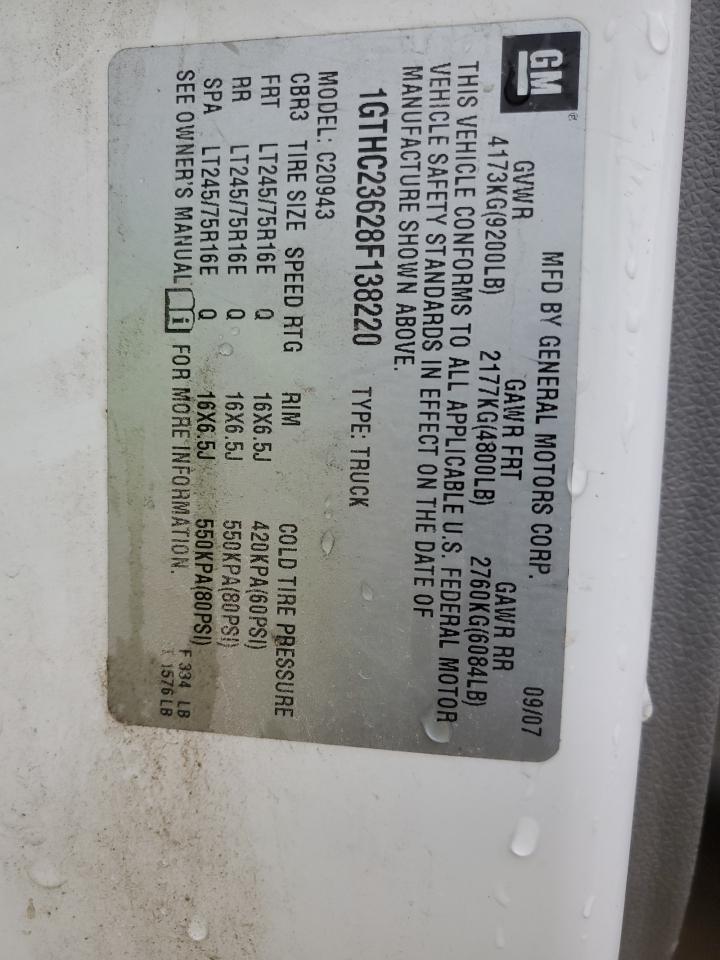 GM ®
MFD BY GENERAL MOTORS CORP. 09/07
GVWR GAWR FRT GAWR RR
4173KG(9200LB) 2177KG(4800LB) 2760KG(6084LB)
THIS VEHICLE CONFORMS TO ALL APPLICABLE U.S. FEDERAL MOTOR
VEHICLE SAFETY STANDARDS IN EFFECT ON THE DATE OF
MANUFACTURE SHOWN ABOVE.
1GTHC23628F138220 TYPE: TRUCK
MODEL: C20943
CBR3 TIRE SIZE SPEED RTG RIM COLD TIRE PRESSURE
FRT LT245/75R16E Q 16X6.5J 420KPA(60PSI)
RR LT245/75R16E Q 16X6.5J 550KPA(80PSI)
SPA LT245/75R16E Q 16X6.5J 550KPA(80PSI)
SEE OWNER'S MANUAL FOR MORE INFORMATION. F 334 LB
T 1576 LB